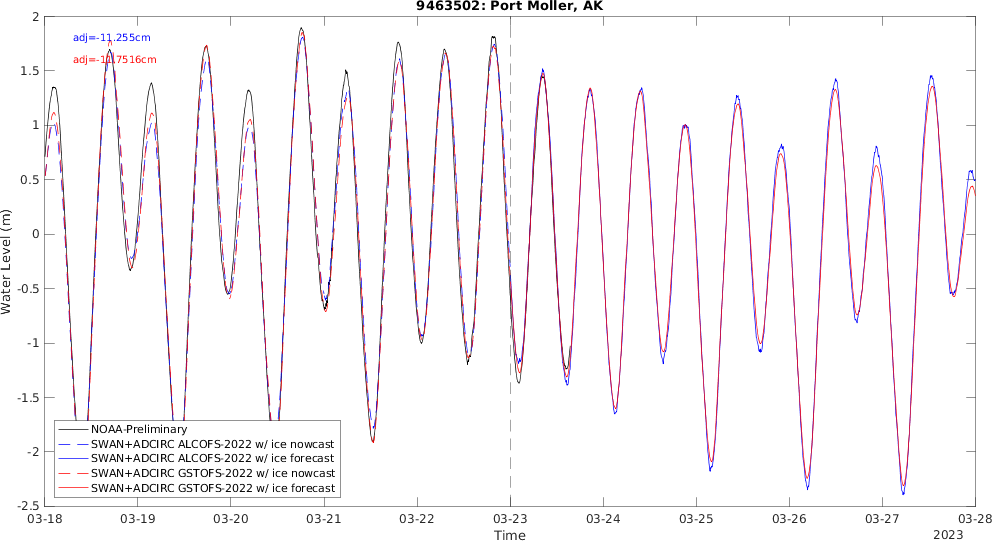 9463502: Port Moller, AK
adj=-11.255cm
adj=-11.7516cm
2
1.5
1
0.5
0
-0.5
-1
-1.5
-2
-2.5
Water Level (m)
NOAA-Preliminary
SWAN+ADCIRC ALCOFS-2022 w/ ice nowcast
SWAN+ADCIRC ALCOFS-2022 w/ ice forecast
SWAN+ADCIRC GSTOFS-2022 w/ ice nowcast
SWAN+ADCIRC GSTOFS-2022 w/ ice forecast
03-18 03-19 03-20 03-21 03-22 03-23 03-24 03-25 03-26 03-27 03-28
Time
2023